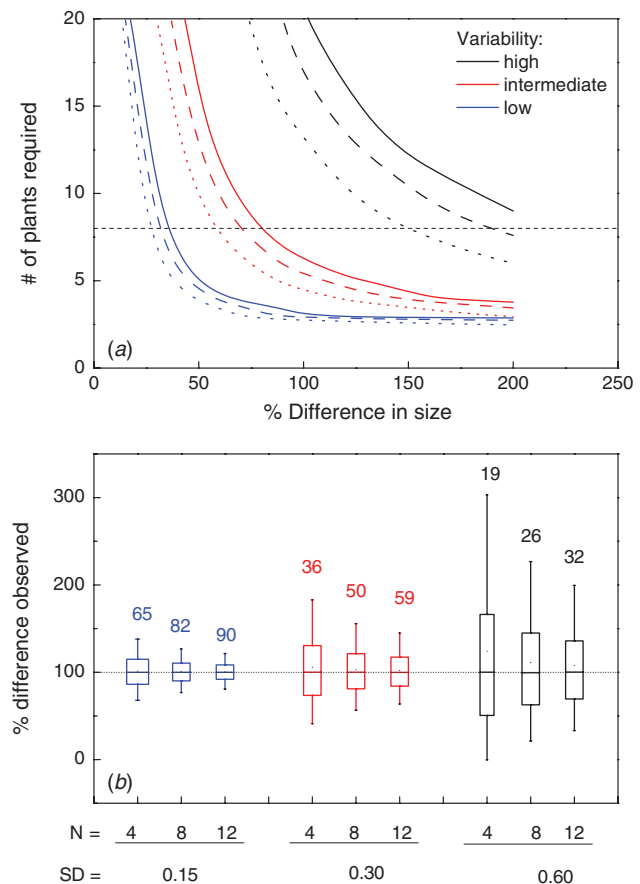 20
15
10
5
0
# of plants required
Variability:
high
intermediate
low
(a)
0 50 100 150 200 250
% Difference in size
300
200
100
0
% difference observed
65 82 90
36 50 59
19 26 32
(b)
N = 4 8 12 4 8 12 4 8 12
SD = 0.15 0.30 0.60